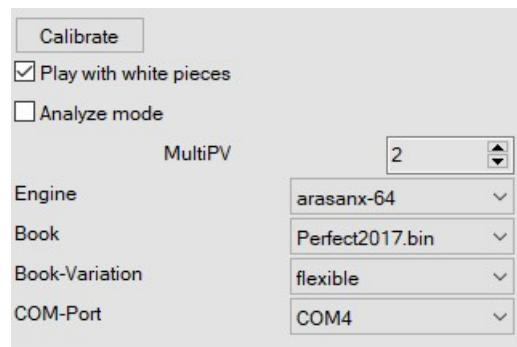 Calibrate
Play with white pieces
Analyze mode
MultiPV 2
Engine arasanx-64
Book Perfect2017.bin
Book-Variation flexible
COM-Port COM4